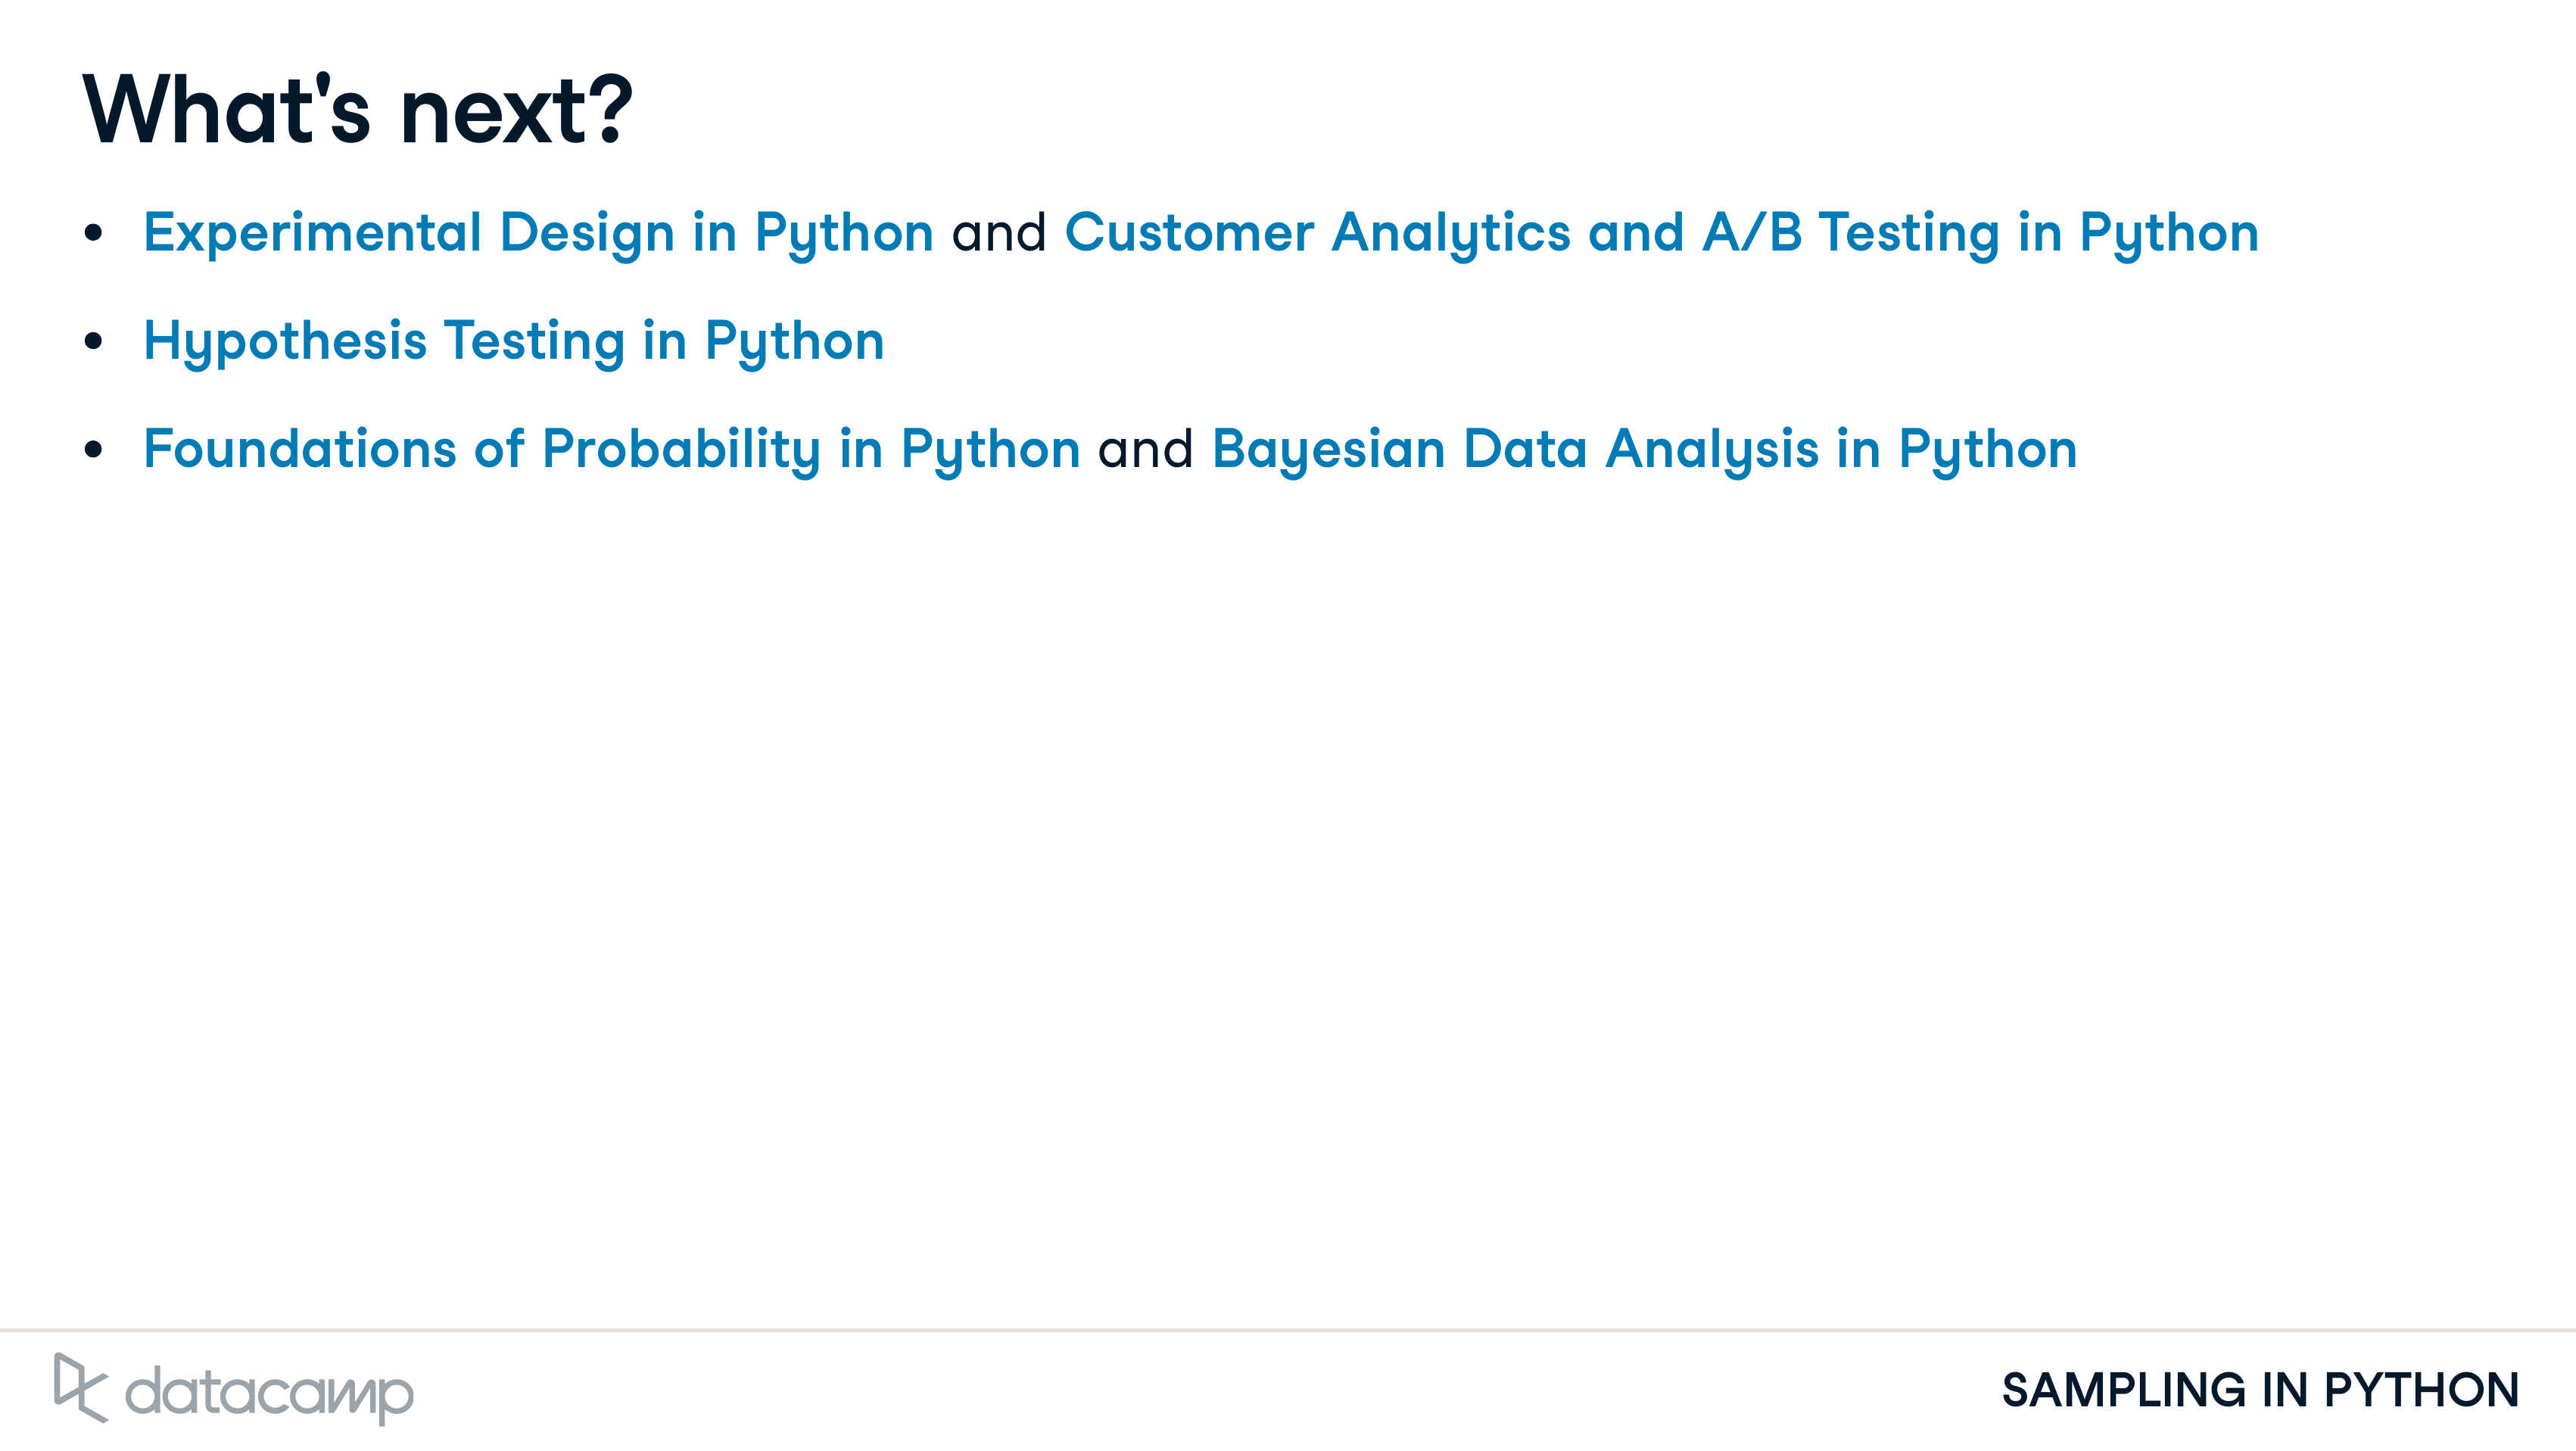 What's next?
• Experimental Design in Python and Customer Analytics and A/B Testing in Python
• Hypothesis Testing in Python
• Foundations of Probability in Python and Bayesian Data Analysis in Python
datacamp
SAMPLING IN PYTHON